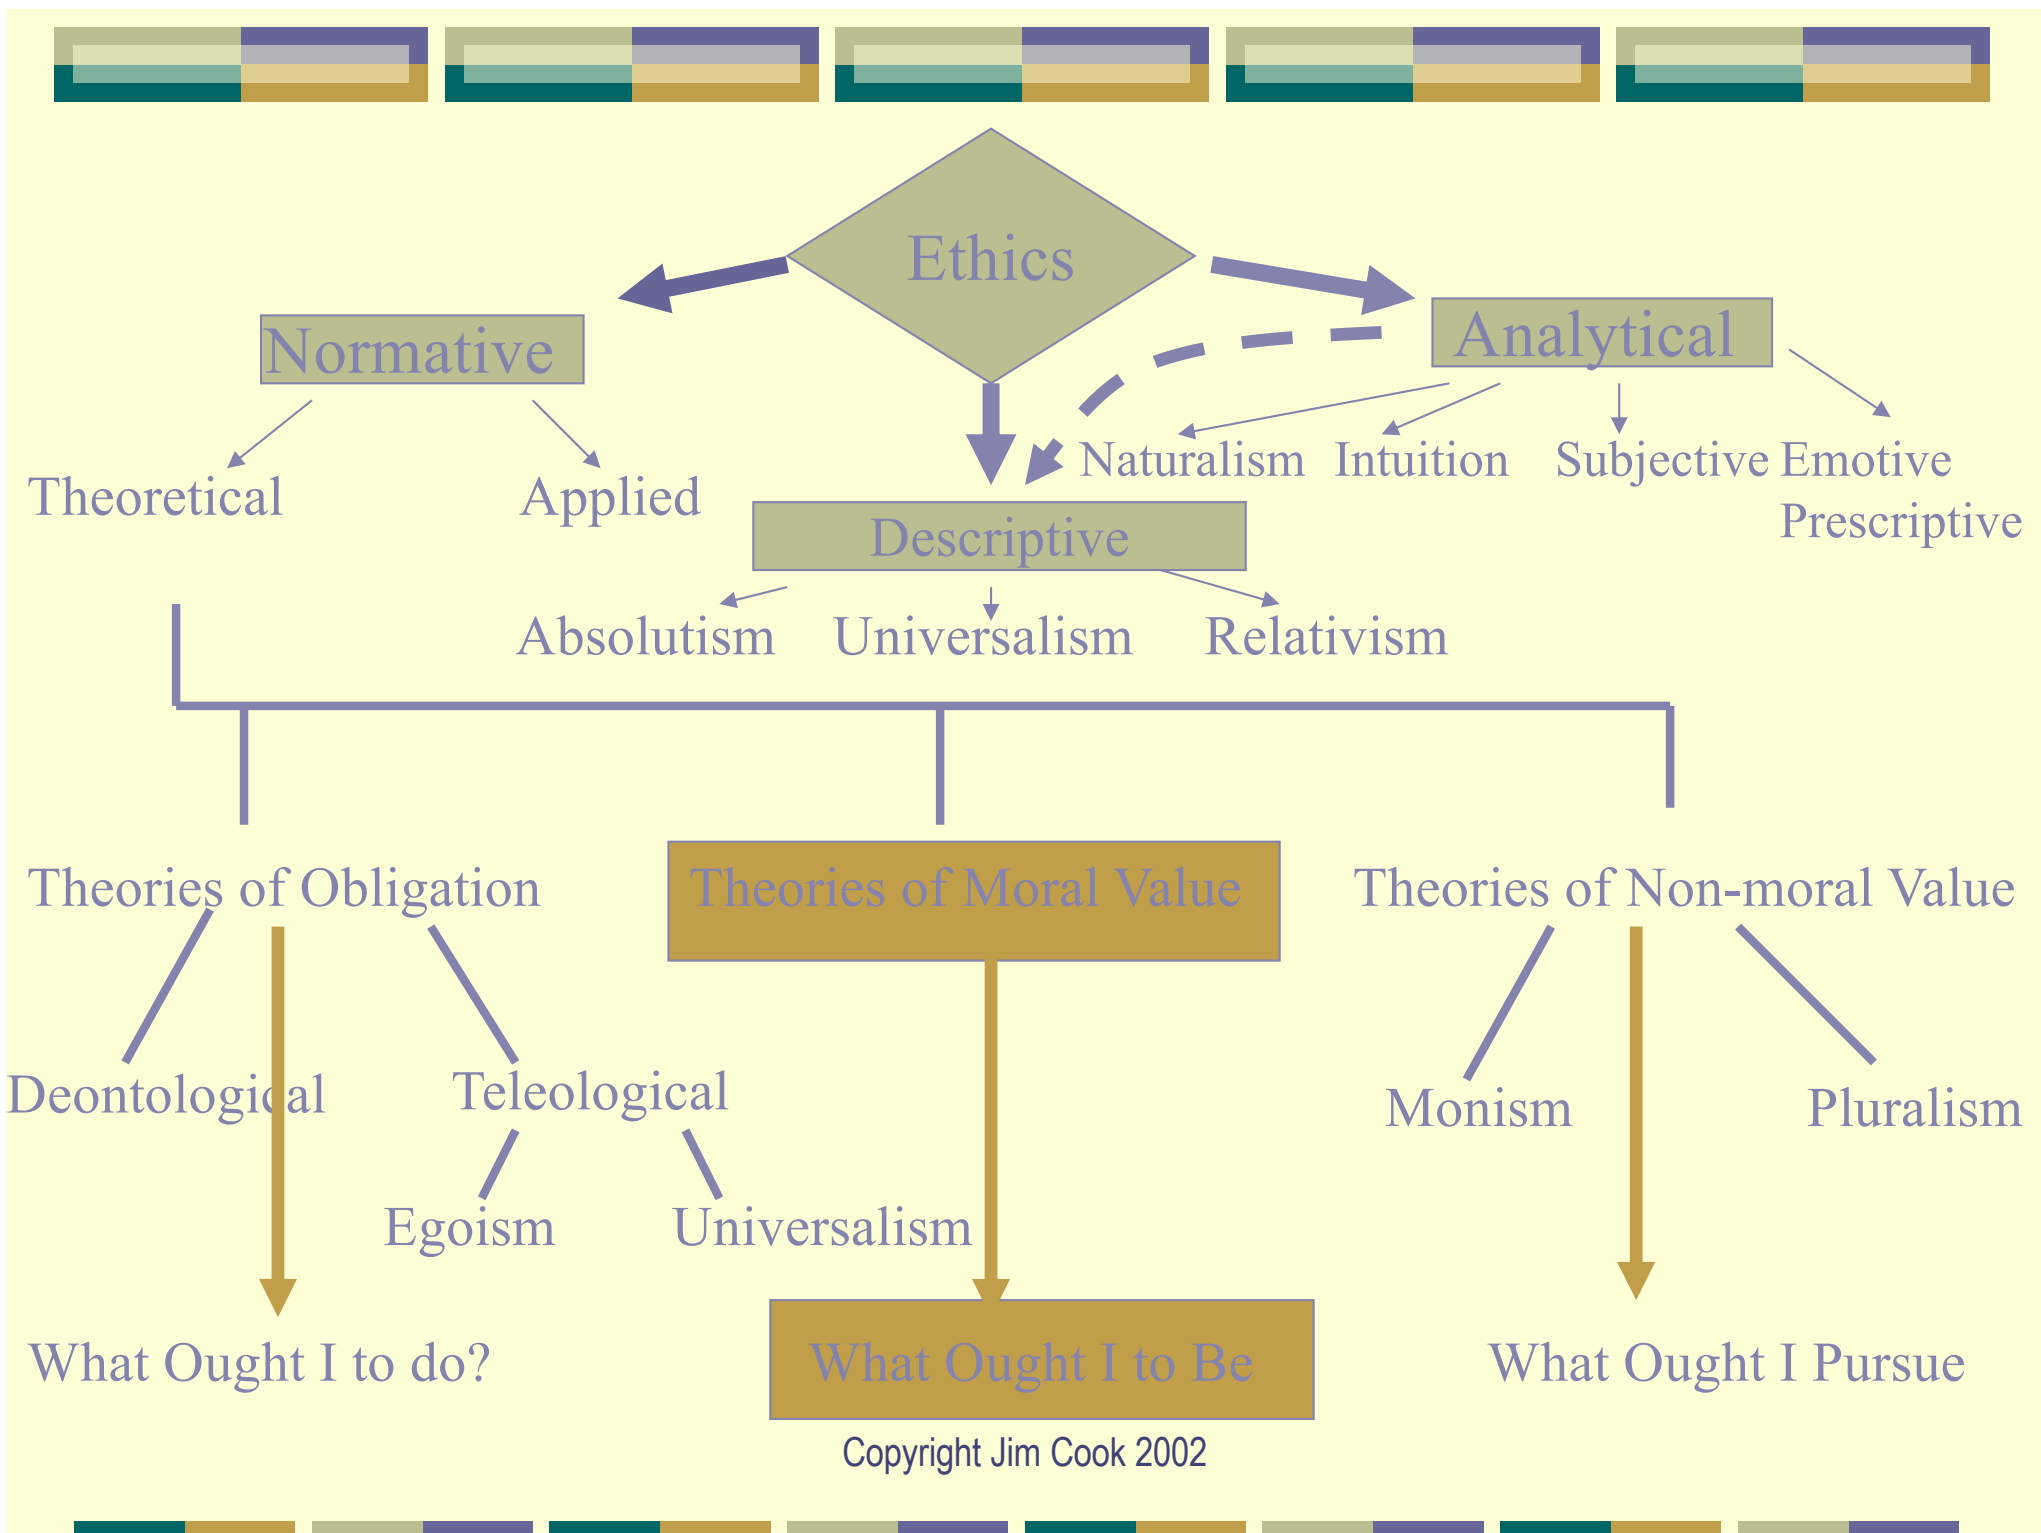 Ethics
Normative
Analytical
Naturalism Intuition Subjective Emotive
Prescriptive
Theoretical Applied
Descriptive
Absolutism Universalism Relativism
Theories of Obligation Theories of Moral Value Theories of Non-moral Value
Deontological Teleological Monism Pluralism
Egoism Universalism
What Ought I to do? What Ought I to Be What Ought I Pursue
Copyright Jim Cook 2002